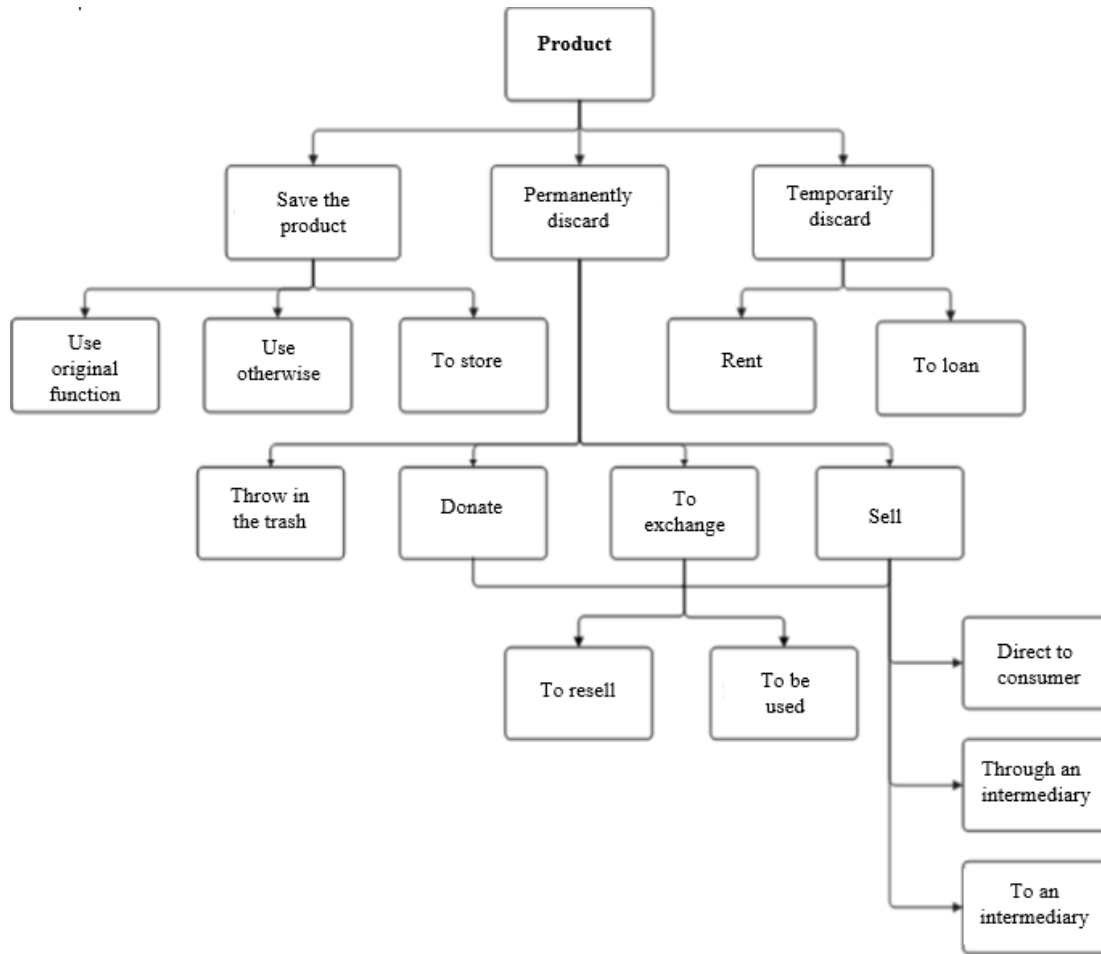 Product
Save the
product
Permanently
discard
Temporarily
discard
Use
original
function
Use
otherwise
To store
Rent
To loan
Throw in
the trash
Donate
To
exchange
Sell
To resell
To be
used
Direct to
consumer
Through an
intermediary
To an
intermediary